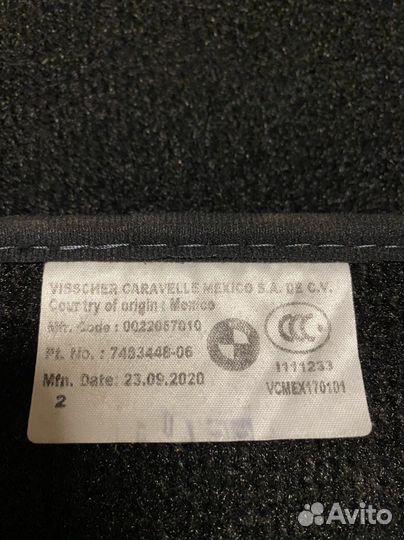 VISSCHER CARAVELLE MEXICO S.A. DE C.V.
Country of origin : Mexico
Mfr. Code : 0022057010
Pt. No. : 7483448-06
Mfn. Date: 23.09.2020
2
CCC
1111233
VCMEX170101
Avito